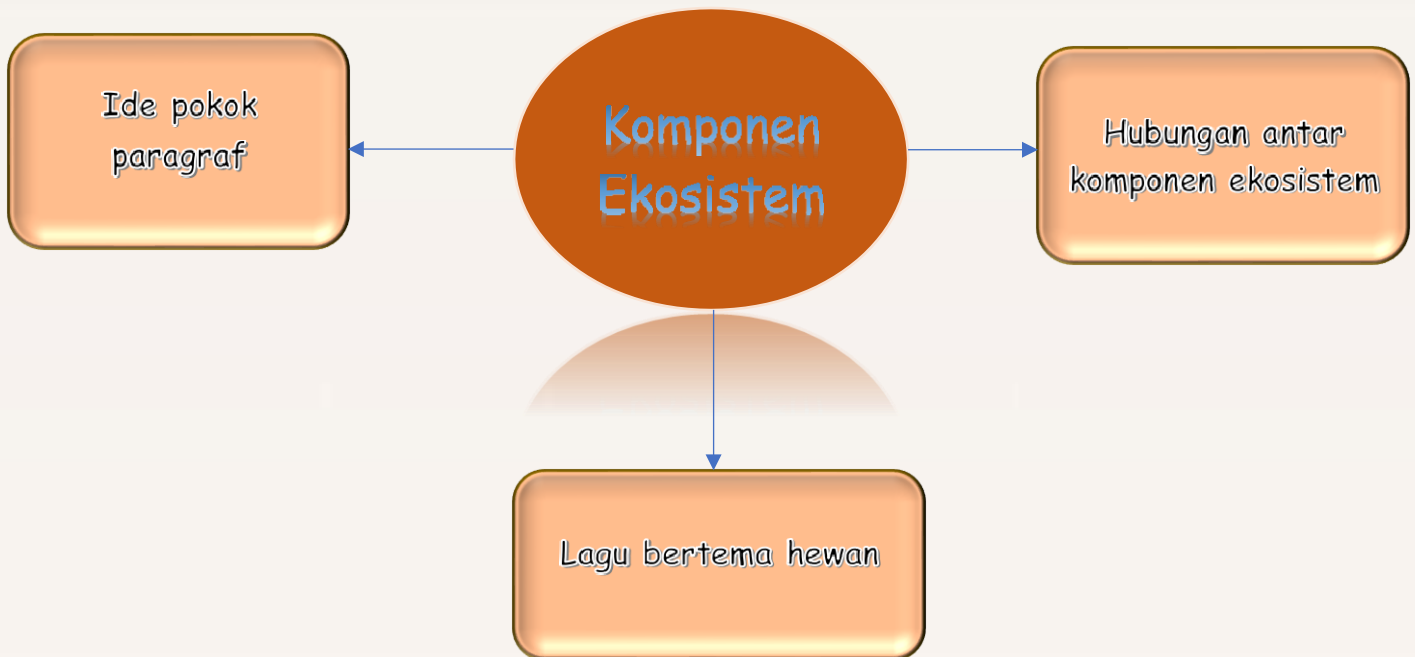 Ide pokok
paragraf
Komponen
Ekosistem
Hubungan antar
komponen ekosistem
Lagu bertema hewan